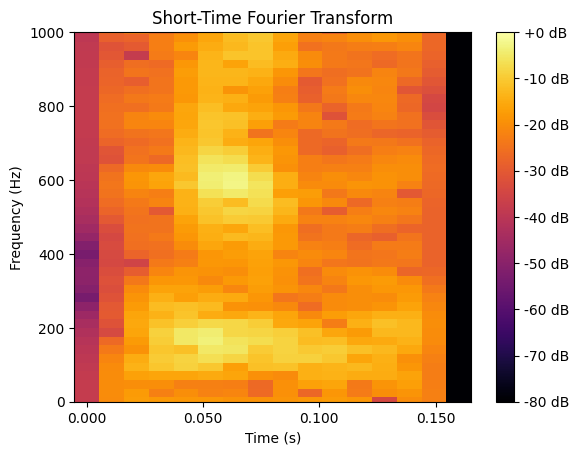 Short-Time Fourier Transform
1000
800
600
400
200
0
Frequency (Hz)
0.000
0.050
0.100
0.150
Time (s)
+0 dB
-10 dB
-20 dB
-30 dB
-40 dB
-50 dB
-60 dB
-70 dB
-80 dB